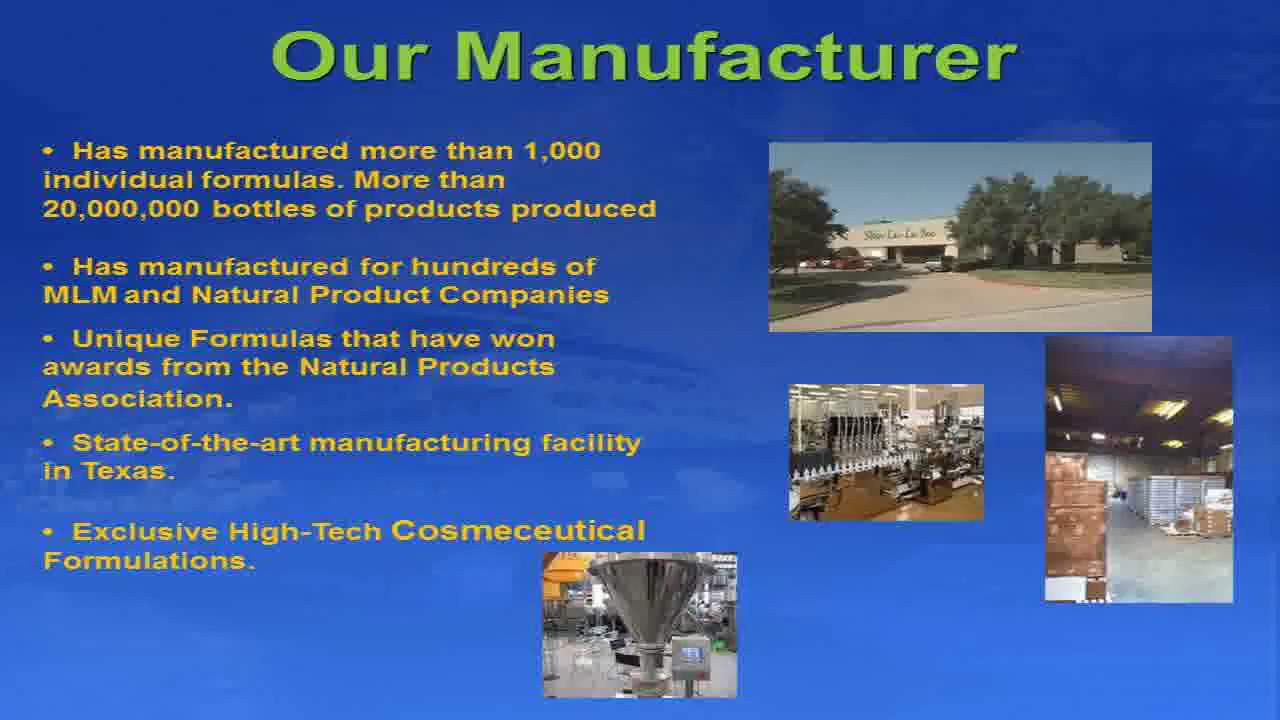 Our Manufacturer
• Has manufactured more than 1,000
individual formulas. More than
20,000,000 bottles of products produced
• Has manufactured for hundreds of
MLM and Natural Product Companies
• Unique Formulas that have won
awards from the Natural Products
Association.
• State-of-the-art manufacturing facility
in Texas.
• Exclusive High-Tech Cosmeceutical
Formulations.